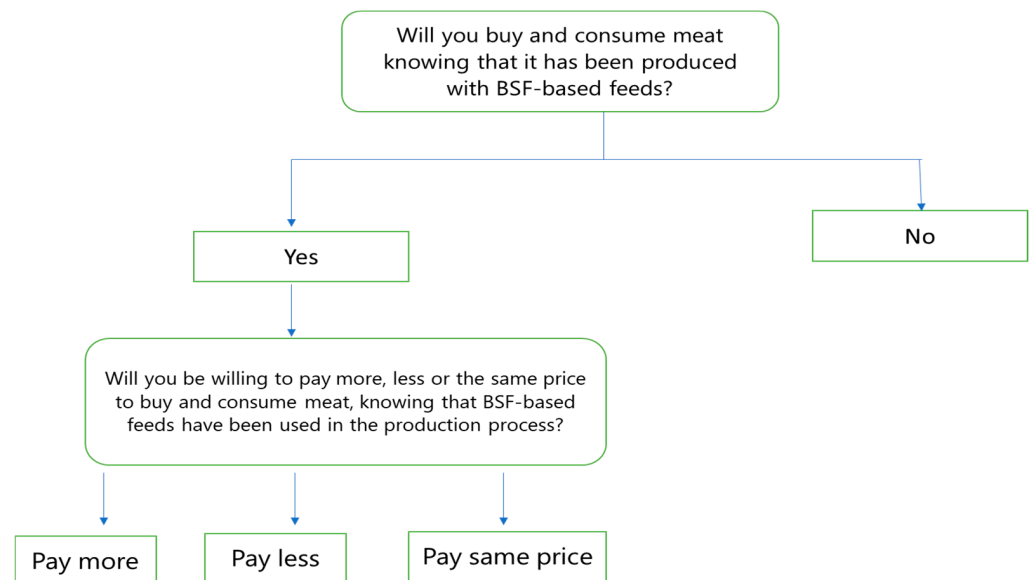 Will you buy and consume meat
knowing that it has been produced
with BSF-based feeds?
Yes
No
Will you be willing to pay more, less or the same price
to buy and consume meat, knowing that BSF-based
feeds have been used in the production process?
Pay more
Pay less
Pay same price